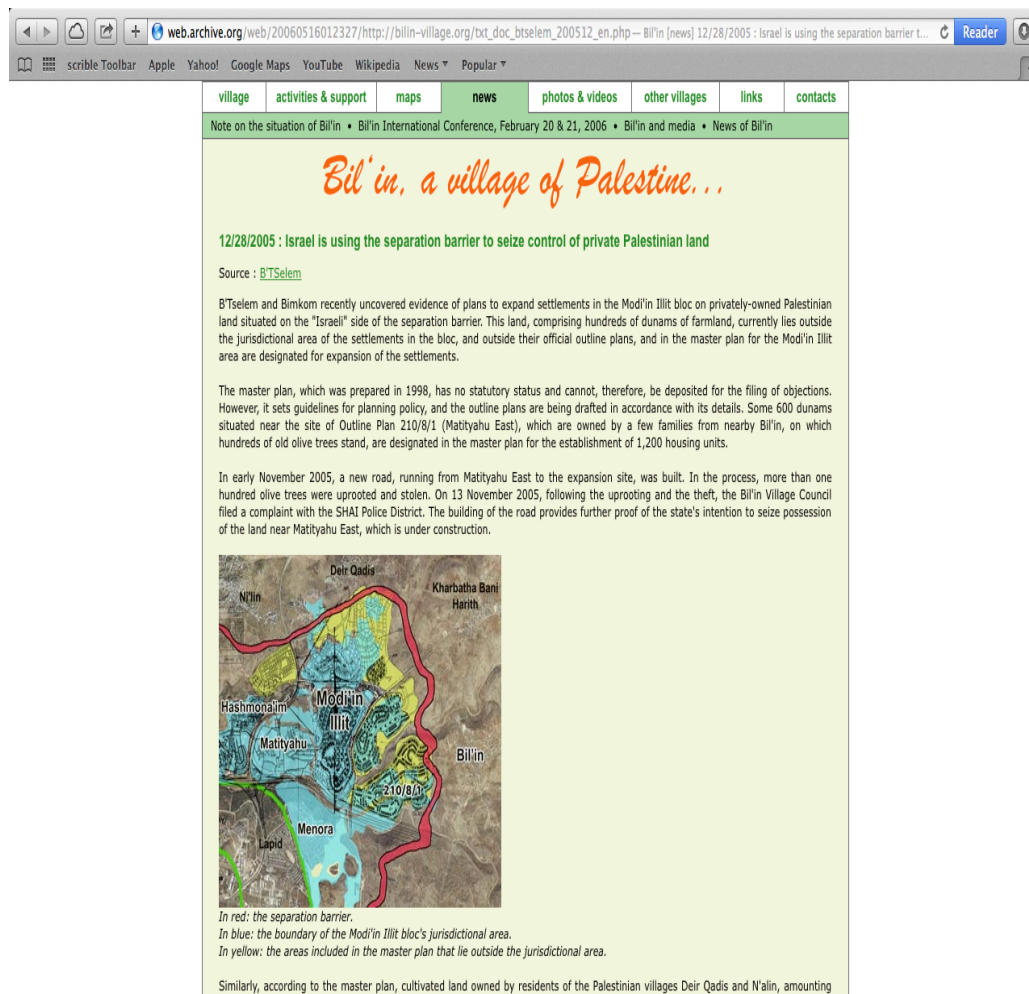 web.archive.org/web/20060516012327/http://bilin-village.org/txt_doc_btselem_200512_en.php — Bil'in [news] 12/28/2005 : Israel is using the separation barrier t... Reader
scrible Toolbar Apple Yahoo! Google Maps YouTube Wikipedia News Popular
village activities & support maps news photos & videos other villages links contacts
Note on the situation of Bil'in • Bil'in International Conference, February 20 & 21, 2006 • Bil'in and media • News of Bil'in
Bil'in, a village of Palestine...
12/28/2005 : Israel is using the separation barrier to seize control of private Palestinian land
Source : B'TSelem
B'Tselem and Bimkom recently uncovered evidence of plans to expand settlements in the Modi'in Illit bloc on privately-owned Palestinian
land situated on the "Israeli" side of the separation barrier. This land, comprising hundreds of dunams of farmland, currently lies outside
the jurisdictional area of the settlements in the bloc, and outside their official outline plans, and in the master plan for the Modi'in Illit
area are designated for expansion of the settlements.
The master plan, which was prepared in 1998, has no statutory status and cannot, therefore, be deposited for the filing of objections.
However, it sets guidelines for planning policy, and the outline plans are being drafted in accordance with its details. Some 600 dunams
situated near the site of Outline Plan 210/8/1 (Matityahu East), which are owned by a few families from nearby Bil'in, on which
hundreds of old olive trees stand, are designated in the master plan for the establishment of 1,200 housing units.
In early November 2005, a new road, running from Matityahu East to the expansion site, was built. In the process, more than one
hundred olive trees were uprooted and stolen. On 13 November 2005, following the uprooting and the theft, the Bil'in Village Council
filed a complaint with the SHAI Police District. The building of the road provides further proof of the state's intention to seize possession
of the land near Matityahu East, which is under construction.
Deir Qadis
Ni'lin
Kharbatha Bani
Harith
Modi'in
Illit
Hashmona'im
Matityahu
Bil'in
210/8/1
Menora
Lapid
In red: the separation barrier.
In blue: the boundary of the Modi'in Illit bloc's jurisdictional area.
In yellow: the areas included in the master plan that lie outside the jurisdictional area.
Similarly, according to the master plan, cultivated land owned by residents of the Palestinian villages Deir Qadis and N'alin, amounting